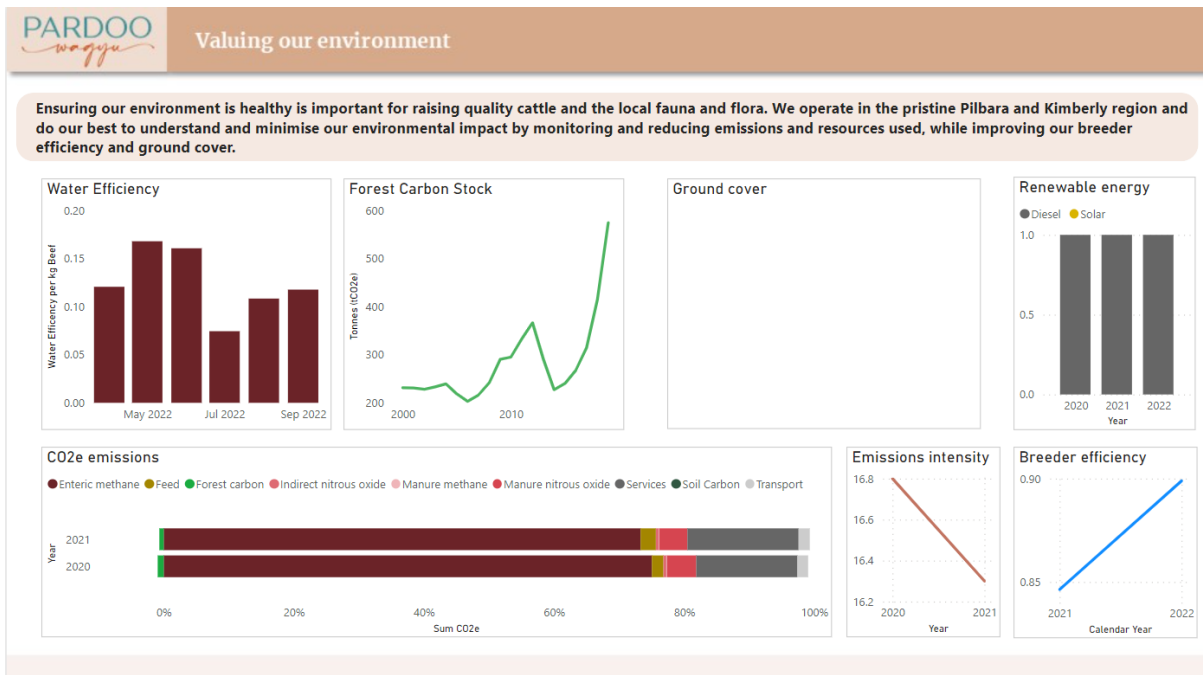 PARDOO
wagyu
Valuing our environment
Ensuring our environment is healthy is important for raising quality cattle and the local fauna and flora. We operate in the pristine Pilbara and Kimberly region and
do our best to understand and minimise our environmental impact by monitoring and reducing emissions and resources used, while improving our breeder
efficiency and ground cover.
Water Efficiency
Water Efficency per kg Beef
0.20
0.15
0.10
0.05
0.00
May 2022 Jul 2022 Sep 2022
Forest Carbon Stock
Tonnes (tCO2e)
600
500
400
300
200
2000 2010
Ground cover
Renewable energy
Diesel Solar
1.0
0.5
0.0
2020 2021 2022
Year
CO2e emissions
Enteric methane Feed Forest carbon Indirect nitrous oxide Manure methane Manure nitrous oxide Services Soil Carbon Transport
Year
2021
2020
0% 20% 40% 60% 80% 100%
Sum CO2e
Emissions intensity
16.8
16.6
16.4
16.2
2020 2021
Year
Breeder efficiency
0.90
0.85
2021 2022
Calendar Year